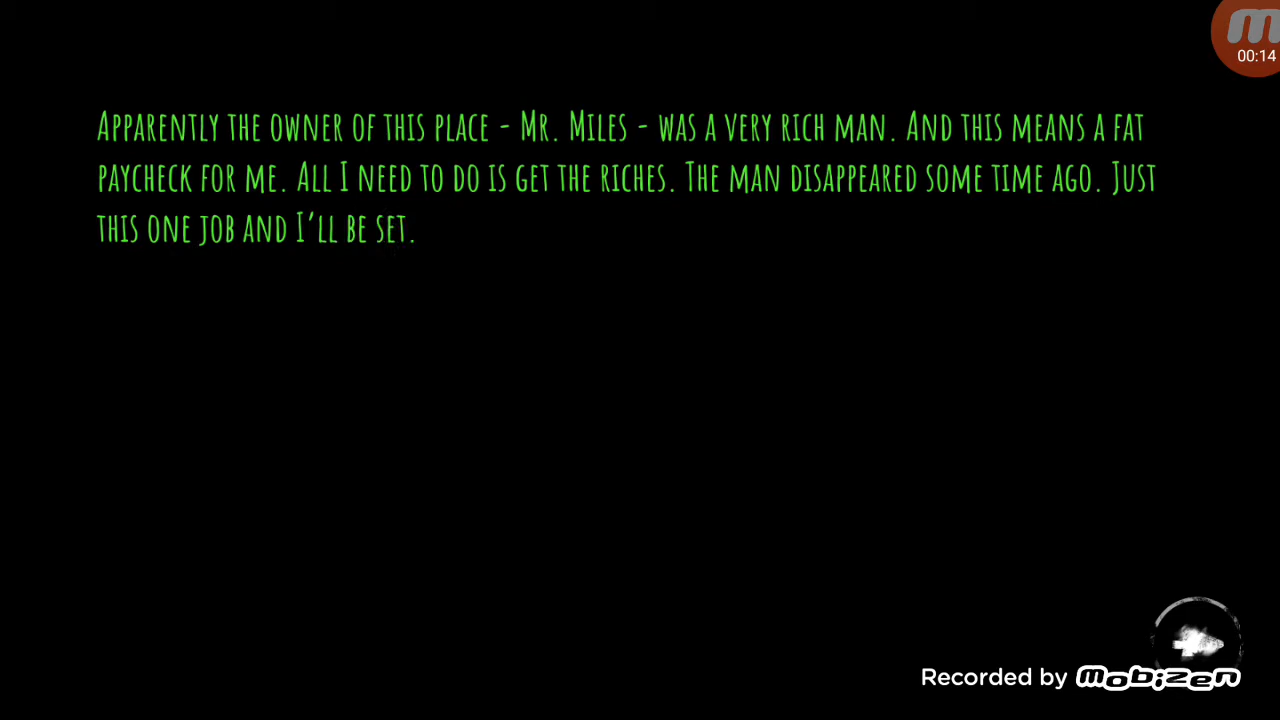 00:14
Apparently the owner of this place - Mr. Miles - was a very rich man. And this means a fat
paycheck for me. All I need to do is get the riches. The man disappeared some time ago. Just
this one job and I'll be set.
Recorded by Mobizen